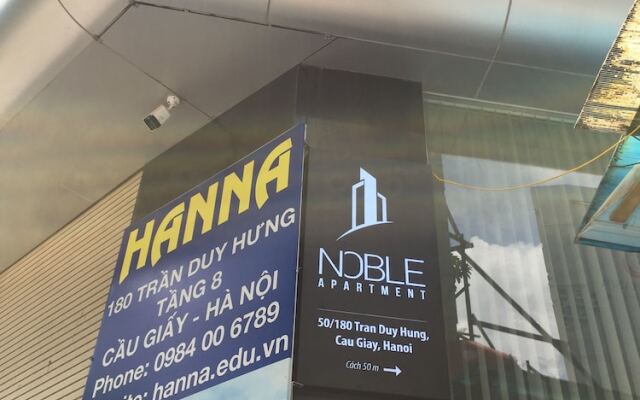 HANNA
180 TRẦN DUY HƯNG
TẦNG 8
CẦU GIẤY - HÀ NỘI
Phone: 0984 00 6789
hanna.edu.vn
NOBLE
APARTMENT
50/180 Tran Duy Hung,
Cau Giay, Hanoi
Cách 50 m →